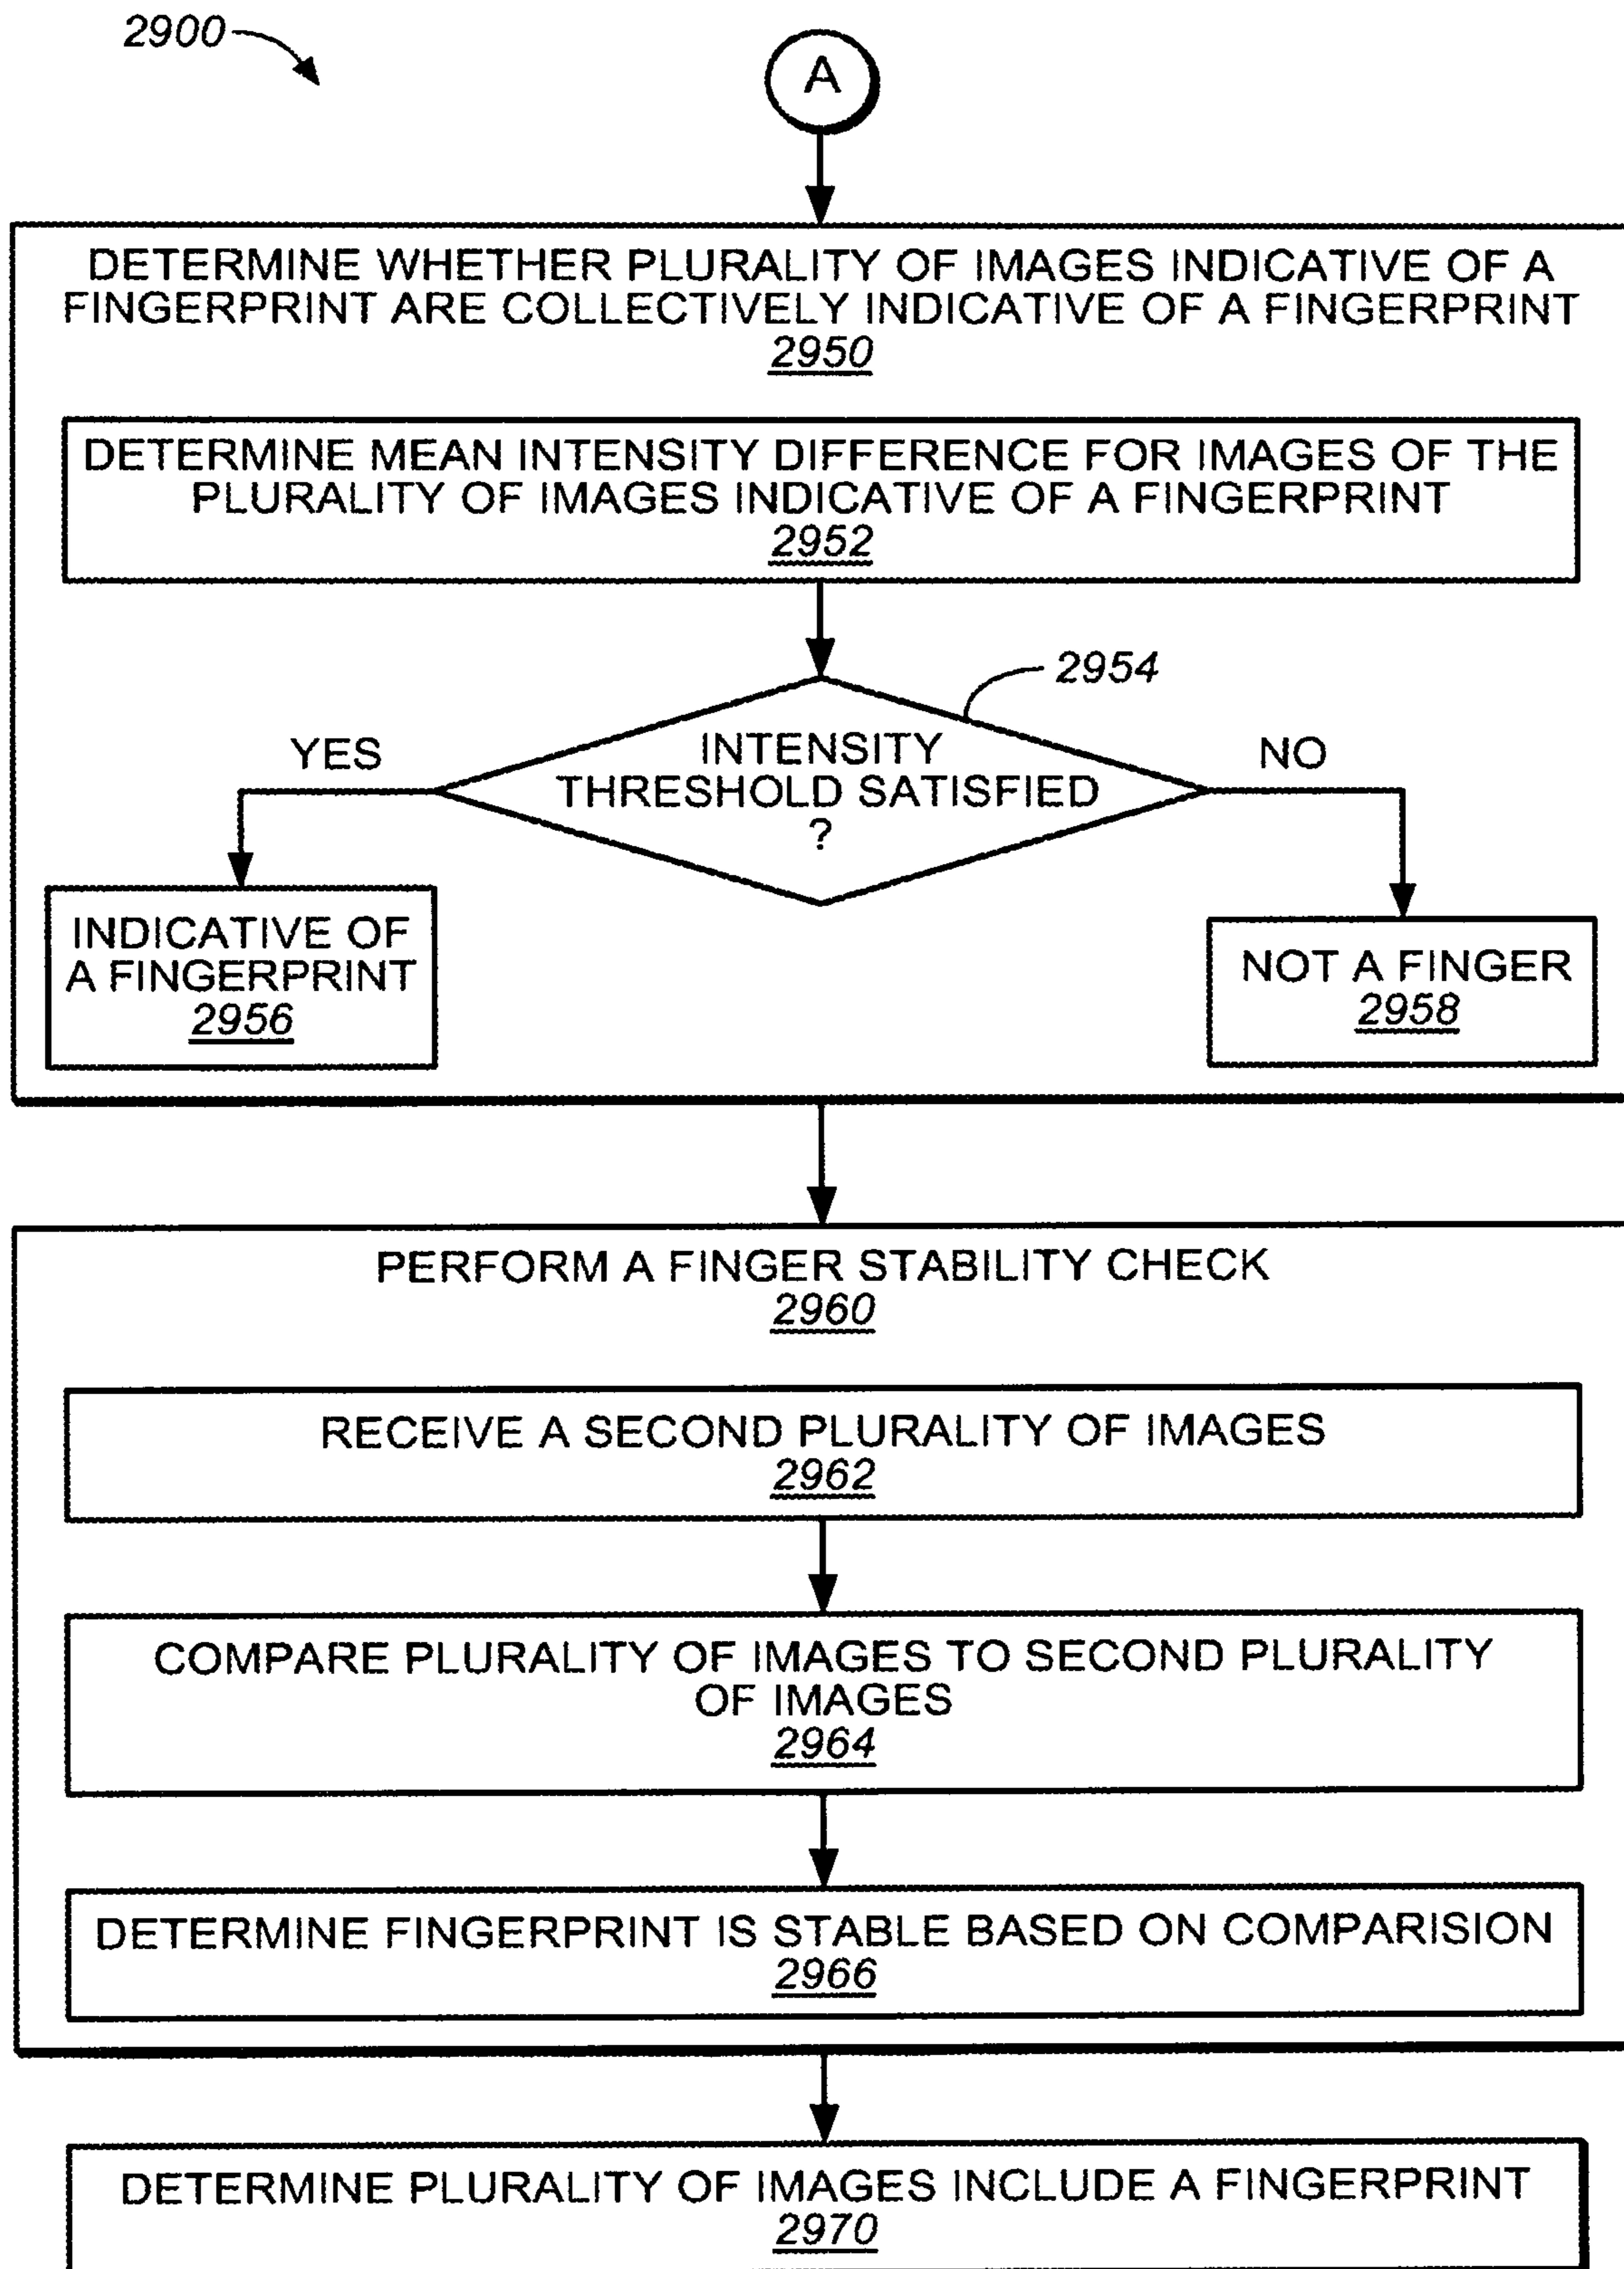 2900
A
DETERMINE WHETHER PLURALITY OF IMAGES INDICATIVE OF A
FINGERPRINT ARE COLLECTIVELY INDICATIVE OF A FINGERPRINT
2950
DETERMINE MEAN INTENSITY DIFFERENCE FOR IMAGES OF THE
PLURALITY OF IMAGES INDICATIVE OF A FINGERPRINT
2952
2954
YES
INTENSITY
THRESHOLD SATISFIED
?
NO
INDICATIVE OF
A FINGERPRINT
2956
NOT A FINGER
2958
PERFORM A FINGER STABILITY CHECK
2960
RECEIVE A SECOND PLURALITY OF IMAGES
2962
COMPARE PLURALITY OF IMAGES TO SECOND PLURALITY
OF IMAGES
2964
DETERMINE FINGERPRINT IS STABLE BASED ON COMPARISION
2966
DETERMINE PLURALITY OF IMAGES INCLUDE A FINGERPRINT
2970